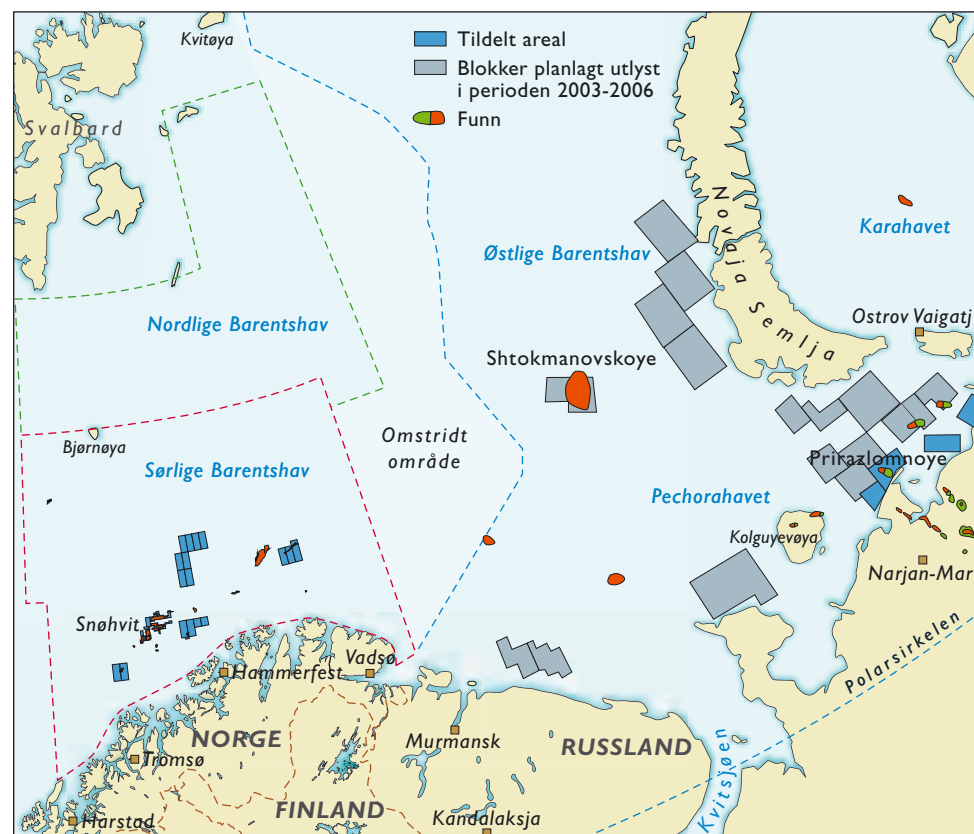 Kvitøya
Tildelt areal
Blokker planlagt utlyst
i perioden 2003-2006
Funn
Svalbard
Novaja Semlja
Karahavet
Østlige Barentshav
Nordlige Barentshav
Ostrov Vaigatj
Shtokmanovskoye
Omstridt
område
Bjørnøya
Sørlige Barentshav
Prirazlomnoye
Pechorahavet
Kolguyevøya
Narjan-Mar
Snøhvit
Vadsø
Hammerfest
Polarsirkelen
NORGE
Murmansk
RUSSLAND
Tromsø
Kvitsjøen
FINLAND
Kandalaksja
Harstad